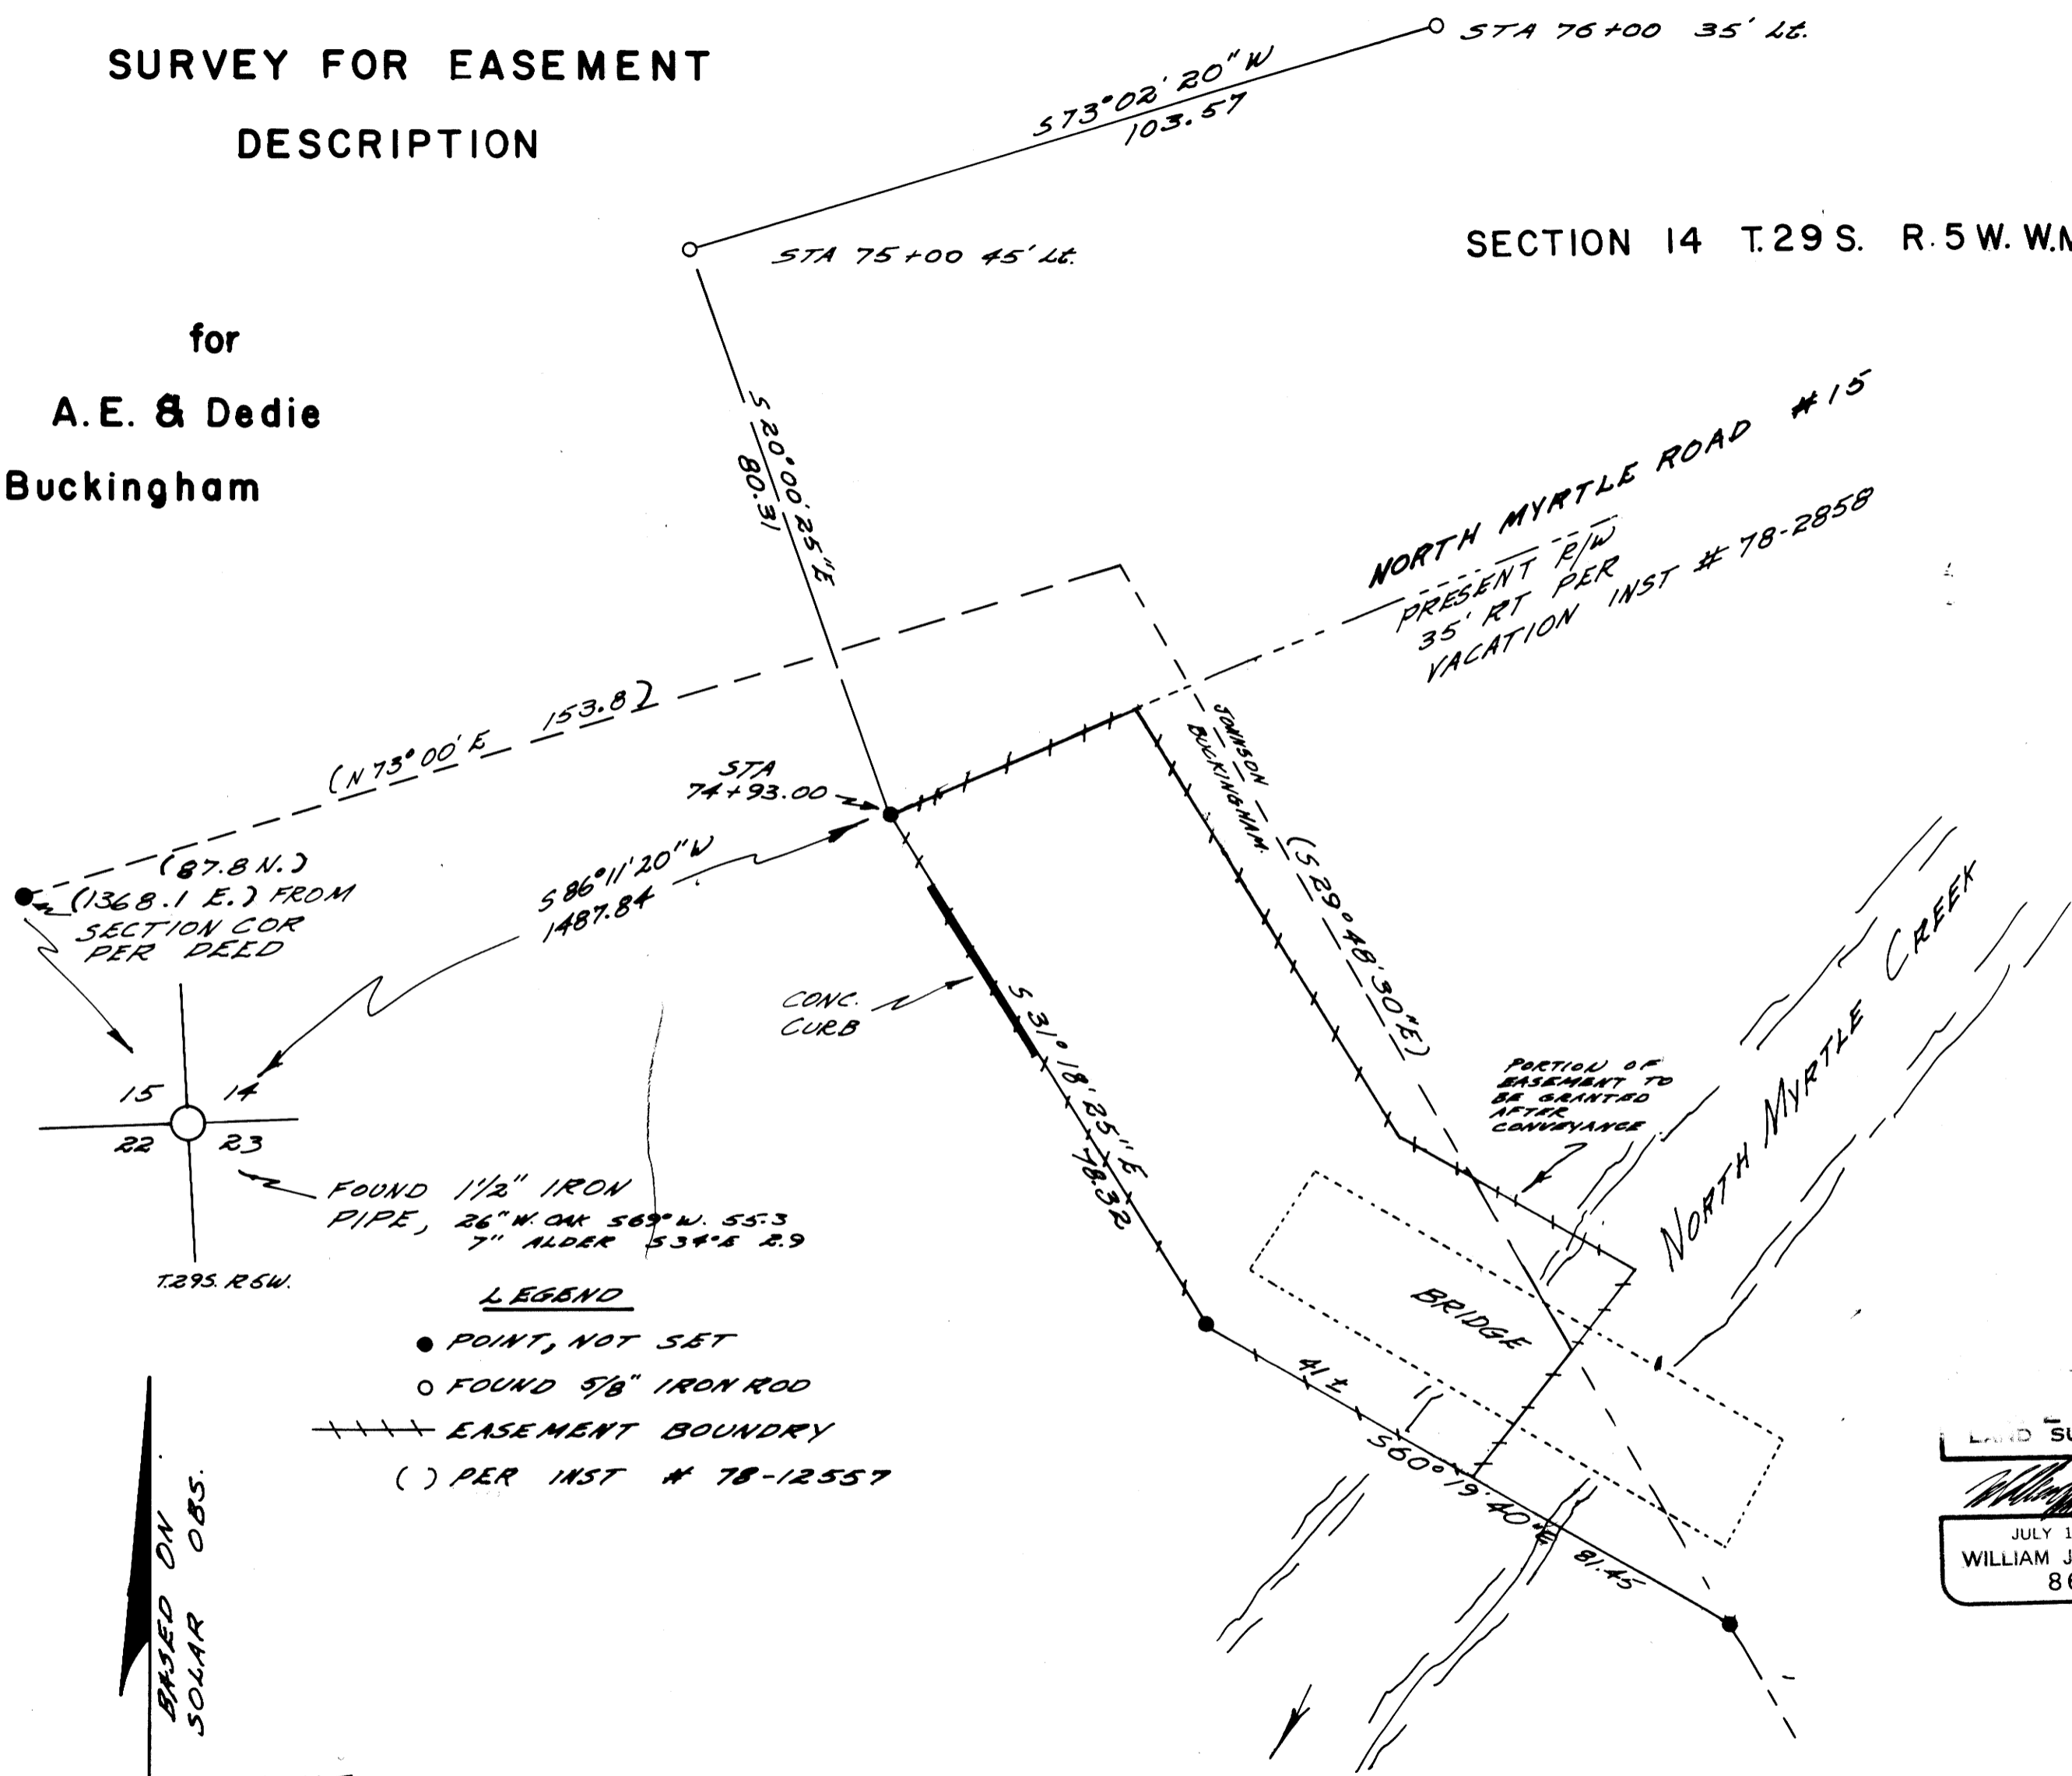 SURVEY FOR EASEMENT
DESCRIPTION
for
A.E. & Dedie
Buckingham
STA 76+00 35' Lt.
S73°02'20"W
103.57
STA 75+00 45' Lt.
SECTION 14 T.29 S. R.5 W. W.M
S20°00'25"E
80.31
NORTH MYRTLE ROAD #15
PRESENT R/W
35' RT PER
VACATION INST # 78-2858
(N73°00'E 153.8)
STA
74+93.00
JOHNSON
BUCKINGHAM.
(S29°48'30"E)
(87.8 N.)
(1368.1 E.) FROM
SECTION COR
PER DEED
S86°11'20"W
1487.84
CONC.
CURB
S31°18'25"E
78.32
NORTH MYRTLE CREEK
PORTION OF
EASEMENT TO
BE GRANTED
AFTER
CONVEYANCE
15 14
22 23
T.29S. R5W.
FOUND 1 1/2" IRON
PIPE, 26" W. OAK S69°W. 55.3
7" ALDER S34°E 2.9
BRIDGE
41±
S60°19'40"E 81.45
LEGEND
POINT, NOT SET
FOUND 5/8" IRON ROD
EASEMENT BOUNDRY
( ) PER INST # 78-12557
BASED ON
SOLAR OBS.
LAND SU
JULY 1
WILLIAM J
86